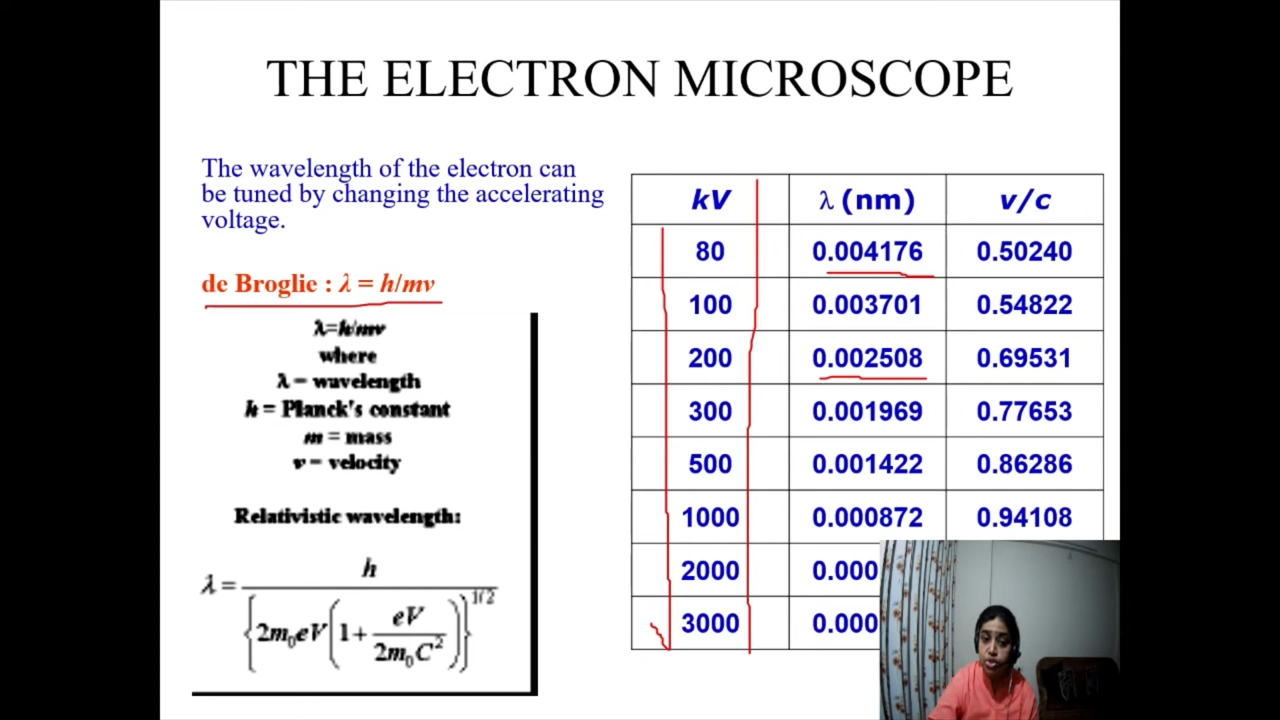 THE ELECTRON MICROSCOPE
The wavelength of the electron can
be tuned by changing the accelerating
voltage.
de Broglie : λ = h/mv
λ=h/mv
where
λ = wavelength
h = Planck's constant
m = mass
v = velocity
Relativistic wavelength:
λ = h / {2m₀eV(1+ eV / 2m₀C²)}^1/2
kV λ (nm) v/c
80 0.004176 0.50240
100 0.003701 0.54822
200 0.002508 0.69531
300 0.001969 0.77653
500 0.001422 0.86286
1000 0.000872 0.94108
2000 0.000
3000 0.000